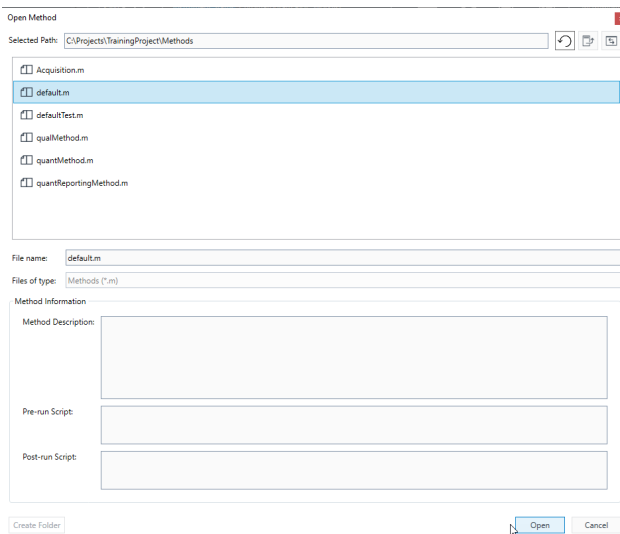 Open Method
Selected Path: C:\Projects\TrainingProject\Methods
Acquisition.m
default.m
defaultTest.m
qualMethod.m
quantMethod.m
quantReportingMethod.m
File name: default.m
Files of type: Methods (*.m)
Method Information
Method Description:
Pre-run Script:
Post-run Script:
Create Folder Open Cancel